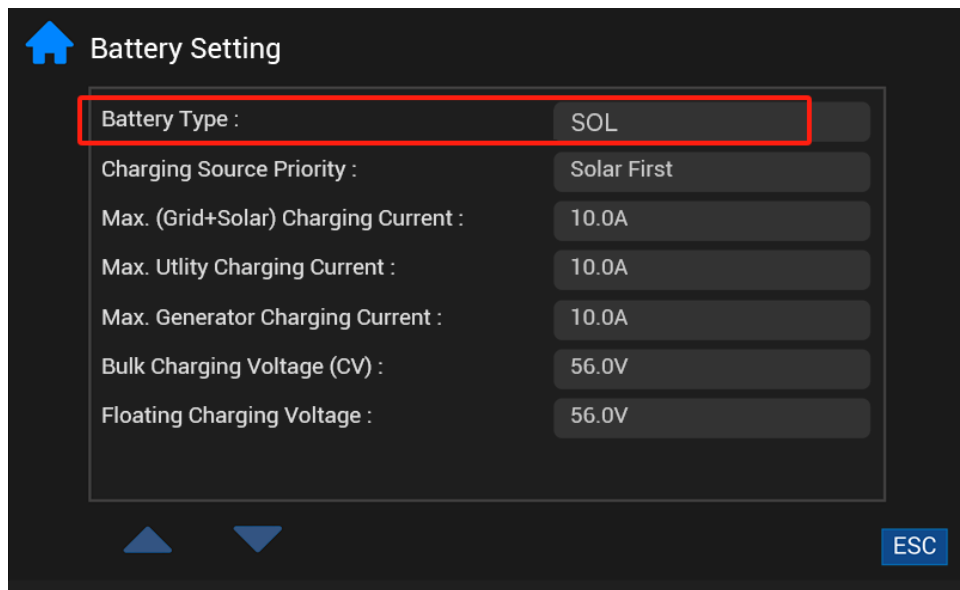 Battery Setting
Battery Type : SOL
Charging Source Priority : Solar First
Max. (Grid+Solar) Charging Current : 10.0A
Max. Utlity Charging Current : 10.0A
Max. Generator Charging Current : 10.0A
Bulk Charging Voltage (CV) : 56.0V
Floating Charging Voltage : 56.0V
ESC